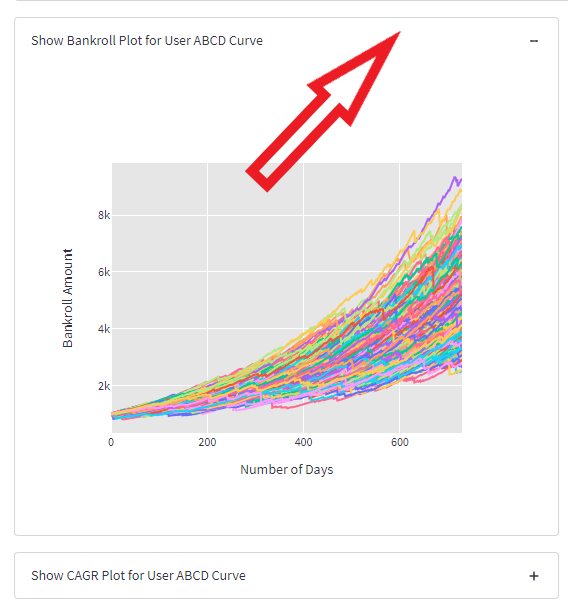 Show Bankroll Plot for User ABCD Curve
8k
6k
4k
2k
Bankroll Amount
0 200 400 600
Number of Days
Show CAGR Plot for User ABCD Curve